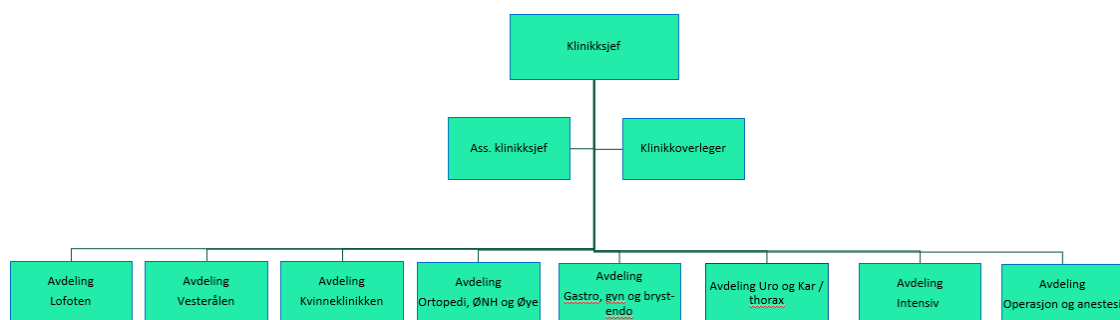 Klinikksjef
Ass. klinikksjef
Klinikkoverleger
Avdeling
Lofoten
Avdeling
Vesterålen
Avdeling
Kvinneklinikken
Avdeling
Ortopedi, ØNH og Øye
Avdeling
Gastro, gyn og bryst-
endo
Avdeling Uro og Kar /
thorax
Avdeling
Intensiv
Avdeling
Operasjon og anestesi